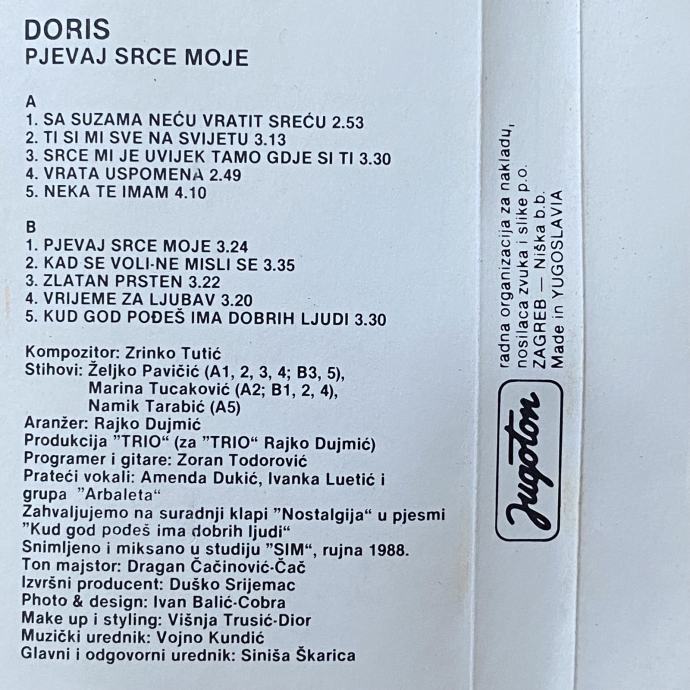 DORIS
PJEVAJ SRCE MOJE
A
1. SA SUZAMA NEĆU VRATIT SREĆU 2.53
2. TI SI MI SVE NA SVIJETU 3.13
3. SRCE MI JE UVIJEK TAMO GDJE SI TI 3.30
4. VRATA USPOMENA 2.49
5. NEKA TE IMAM 4.10
B
1. PJEVAJ SRCE MOJE 3.24
2. KAD SE VOLI-NE MISLI SE 3.35
3. ZLATAN PRSTEN 3.22
4. VRIJEME ZA LJUBAV 3.20
5. KUD GOD POĐEŠ IMA DOBRIH LJUDI 3.30
Kompozitor: Zrinko Tutić
Stihovi: Željko Pavičić (A1, 2, 3, 4; B3, 5),
Marina Tucaković (A2; B1, 2, 4),
Namik Tarabić (A5)
Aranžer: Rajko Dujmić
Produkcija ”TRIO“ (za ”TRIO“ Rajko Dujmić)
Programer i gitare: Zoran Todorović
Prateći vokali: Amenda Dukić, Ivanka Luetić i
grupa ”Arbaleta“
Zahvaljujemo na suradnji klapi ”Nostalgija“ u pjesmi
”Kud god pođeš ima dobrih ljudi“
Snimljeno i miksano u studiju ”SIM“, rujna 1988.
Ton majstor: Dragan Čačinović-Čač
Izvršni producent: Duško Srijemac
Photo & design: Ivan Balić-Cobra
Make up i styling: Višnja Trusić-Dior
Muzički urednik: Vojno Kundić
Glavni i odgovorni urednik: Siniša Škarica
radna organizacija za nakladu,
nosilaca zvuka i slike p.o.
ZAGREB — Niška b.b.
Made in YUGOSLAVIA
Jugoton